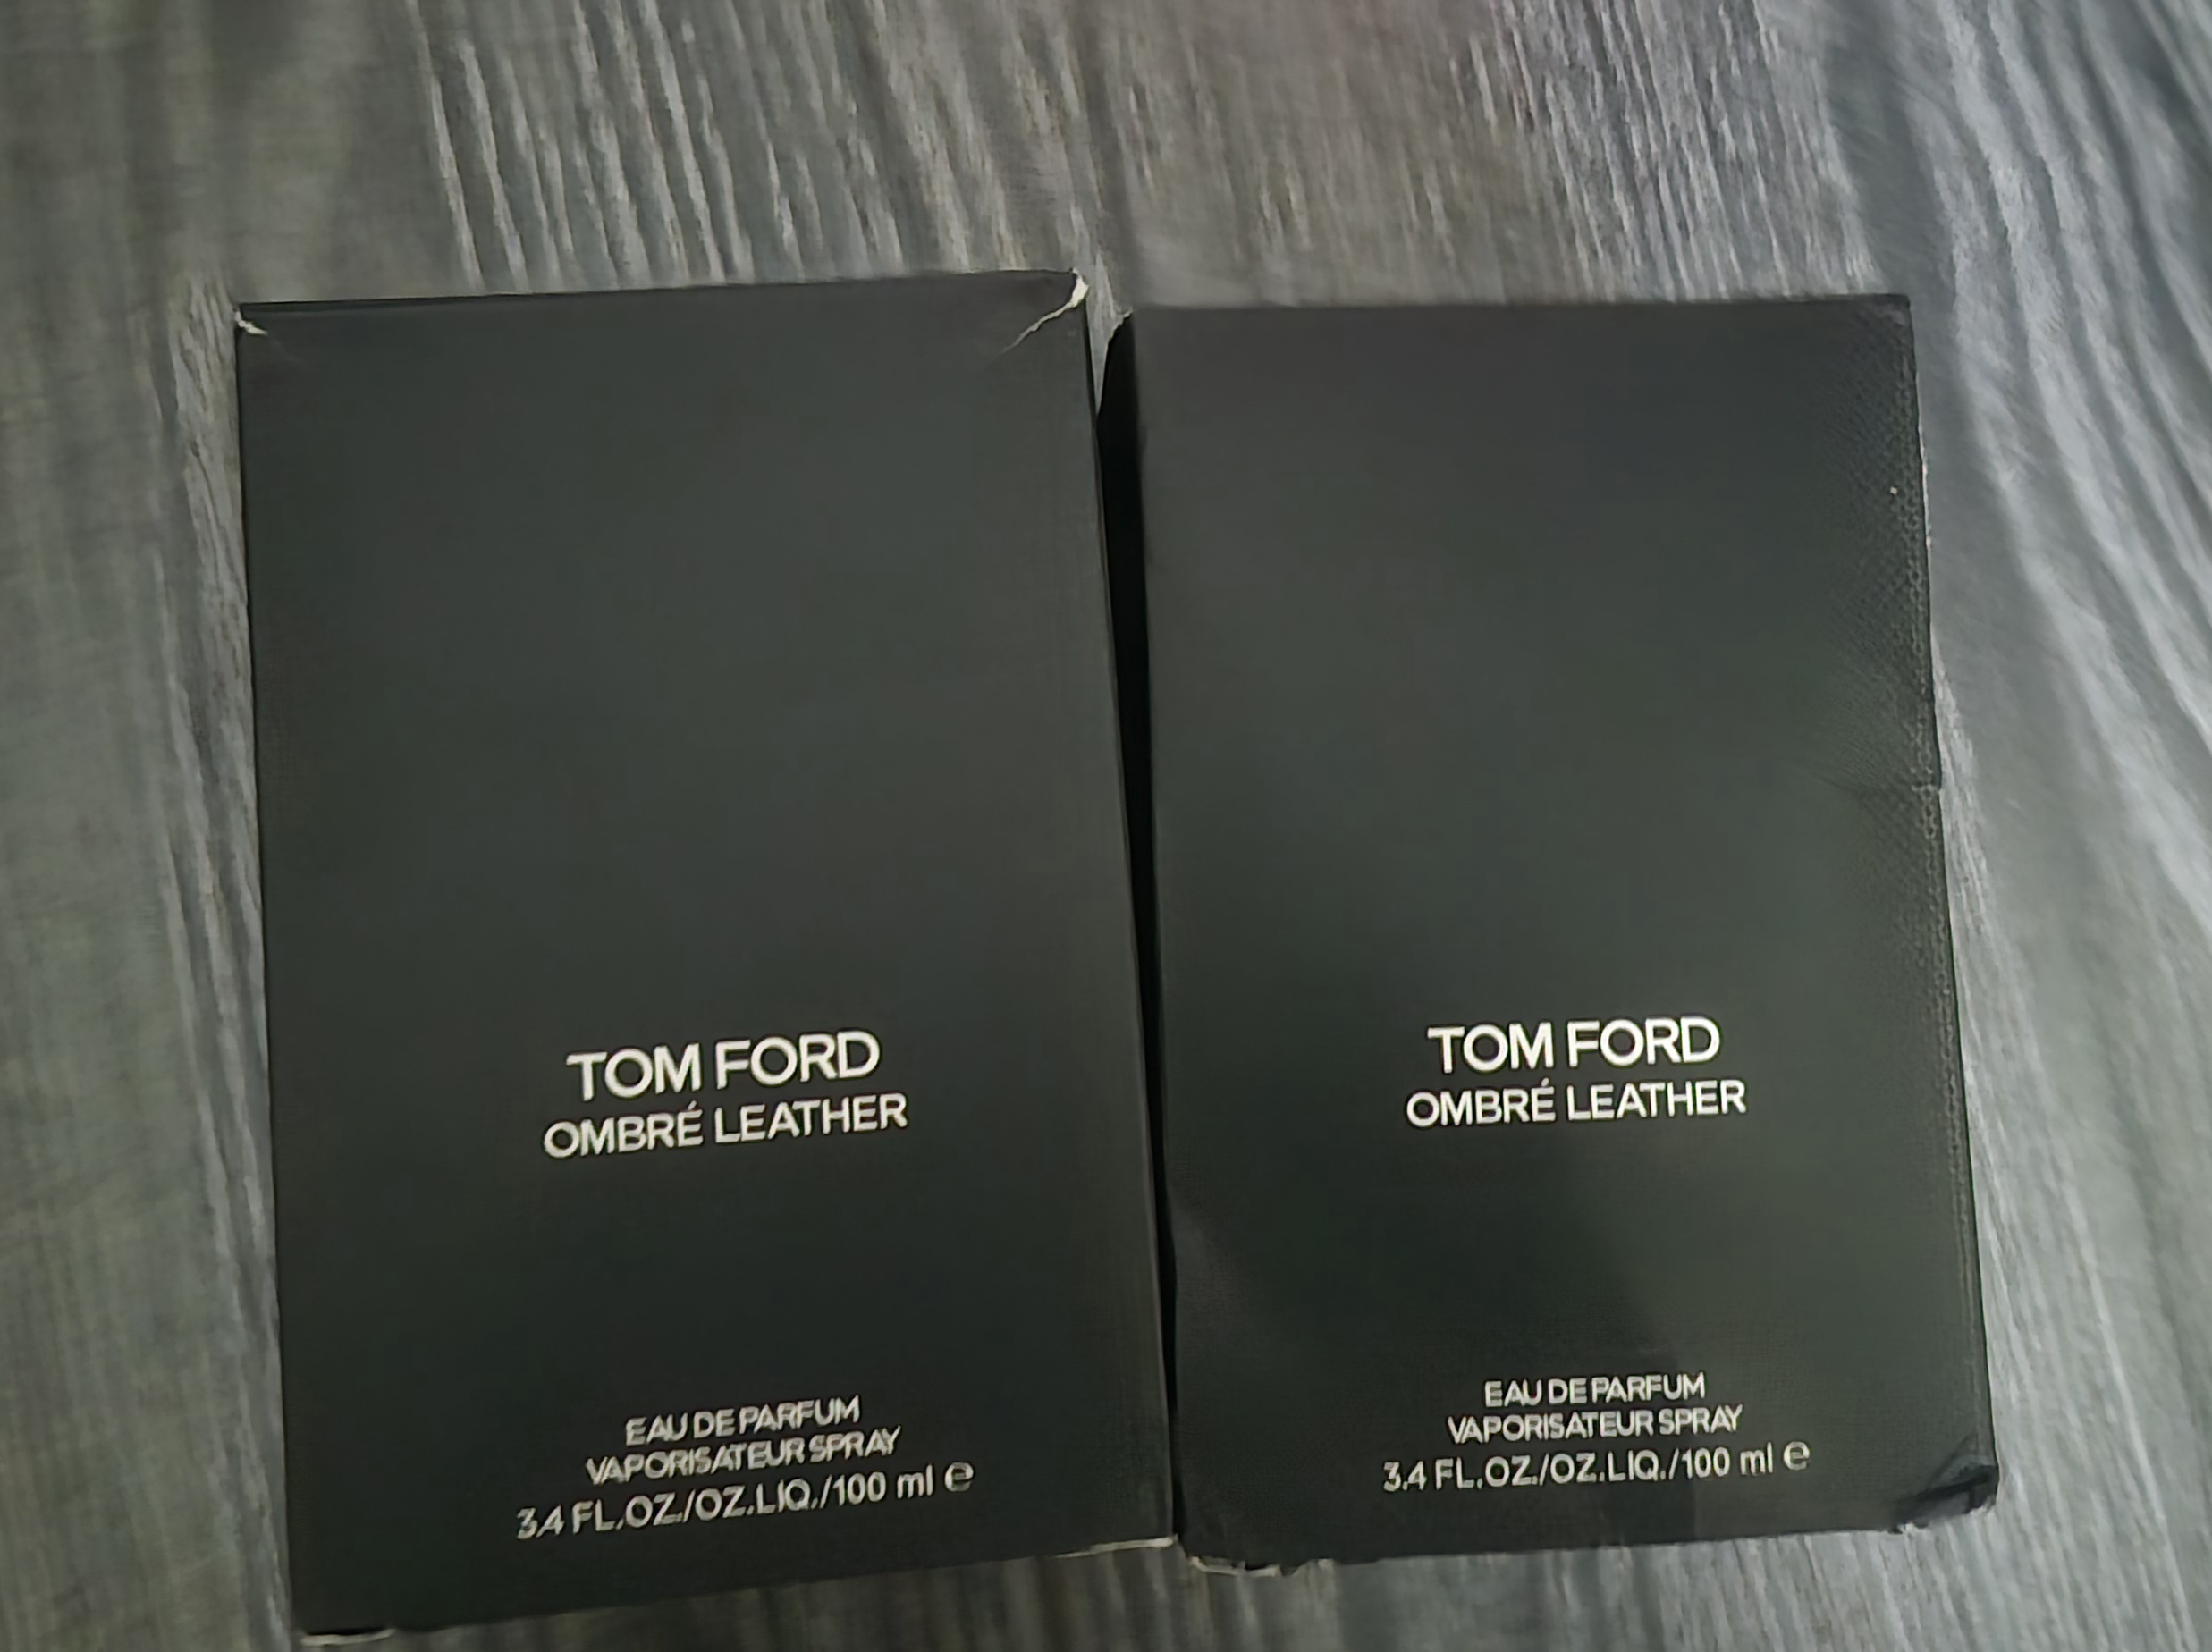 TOM FORD
OMBRÉ LEATHER
EAU DE PARFUM
VAPORISATEUR SPRAY
3.4 FL.OZ./OZ.LIQ./100 ml e
TOM FORD
OMBRÉ LEATHER
EAU DE PARFUM
VAPORISATEUR SPRAY
3.4 FL.OZ./OZ.LIQ./100 ml e